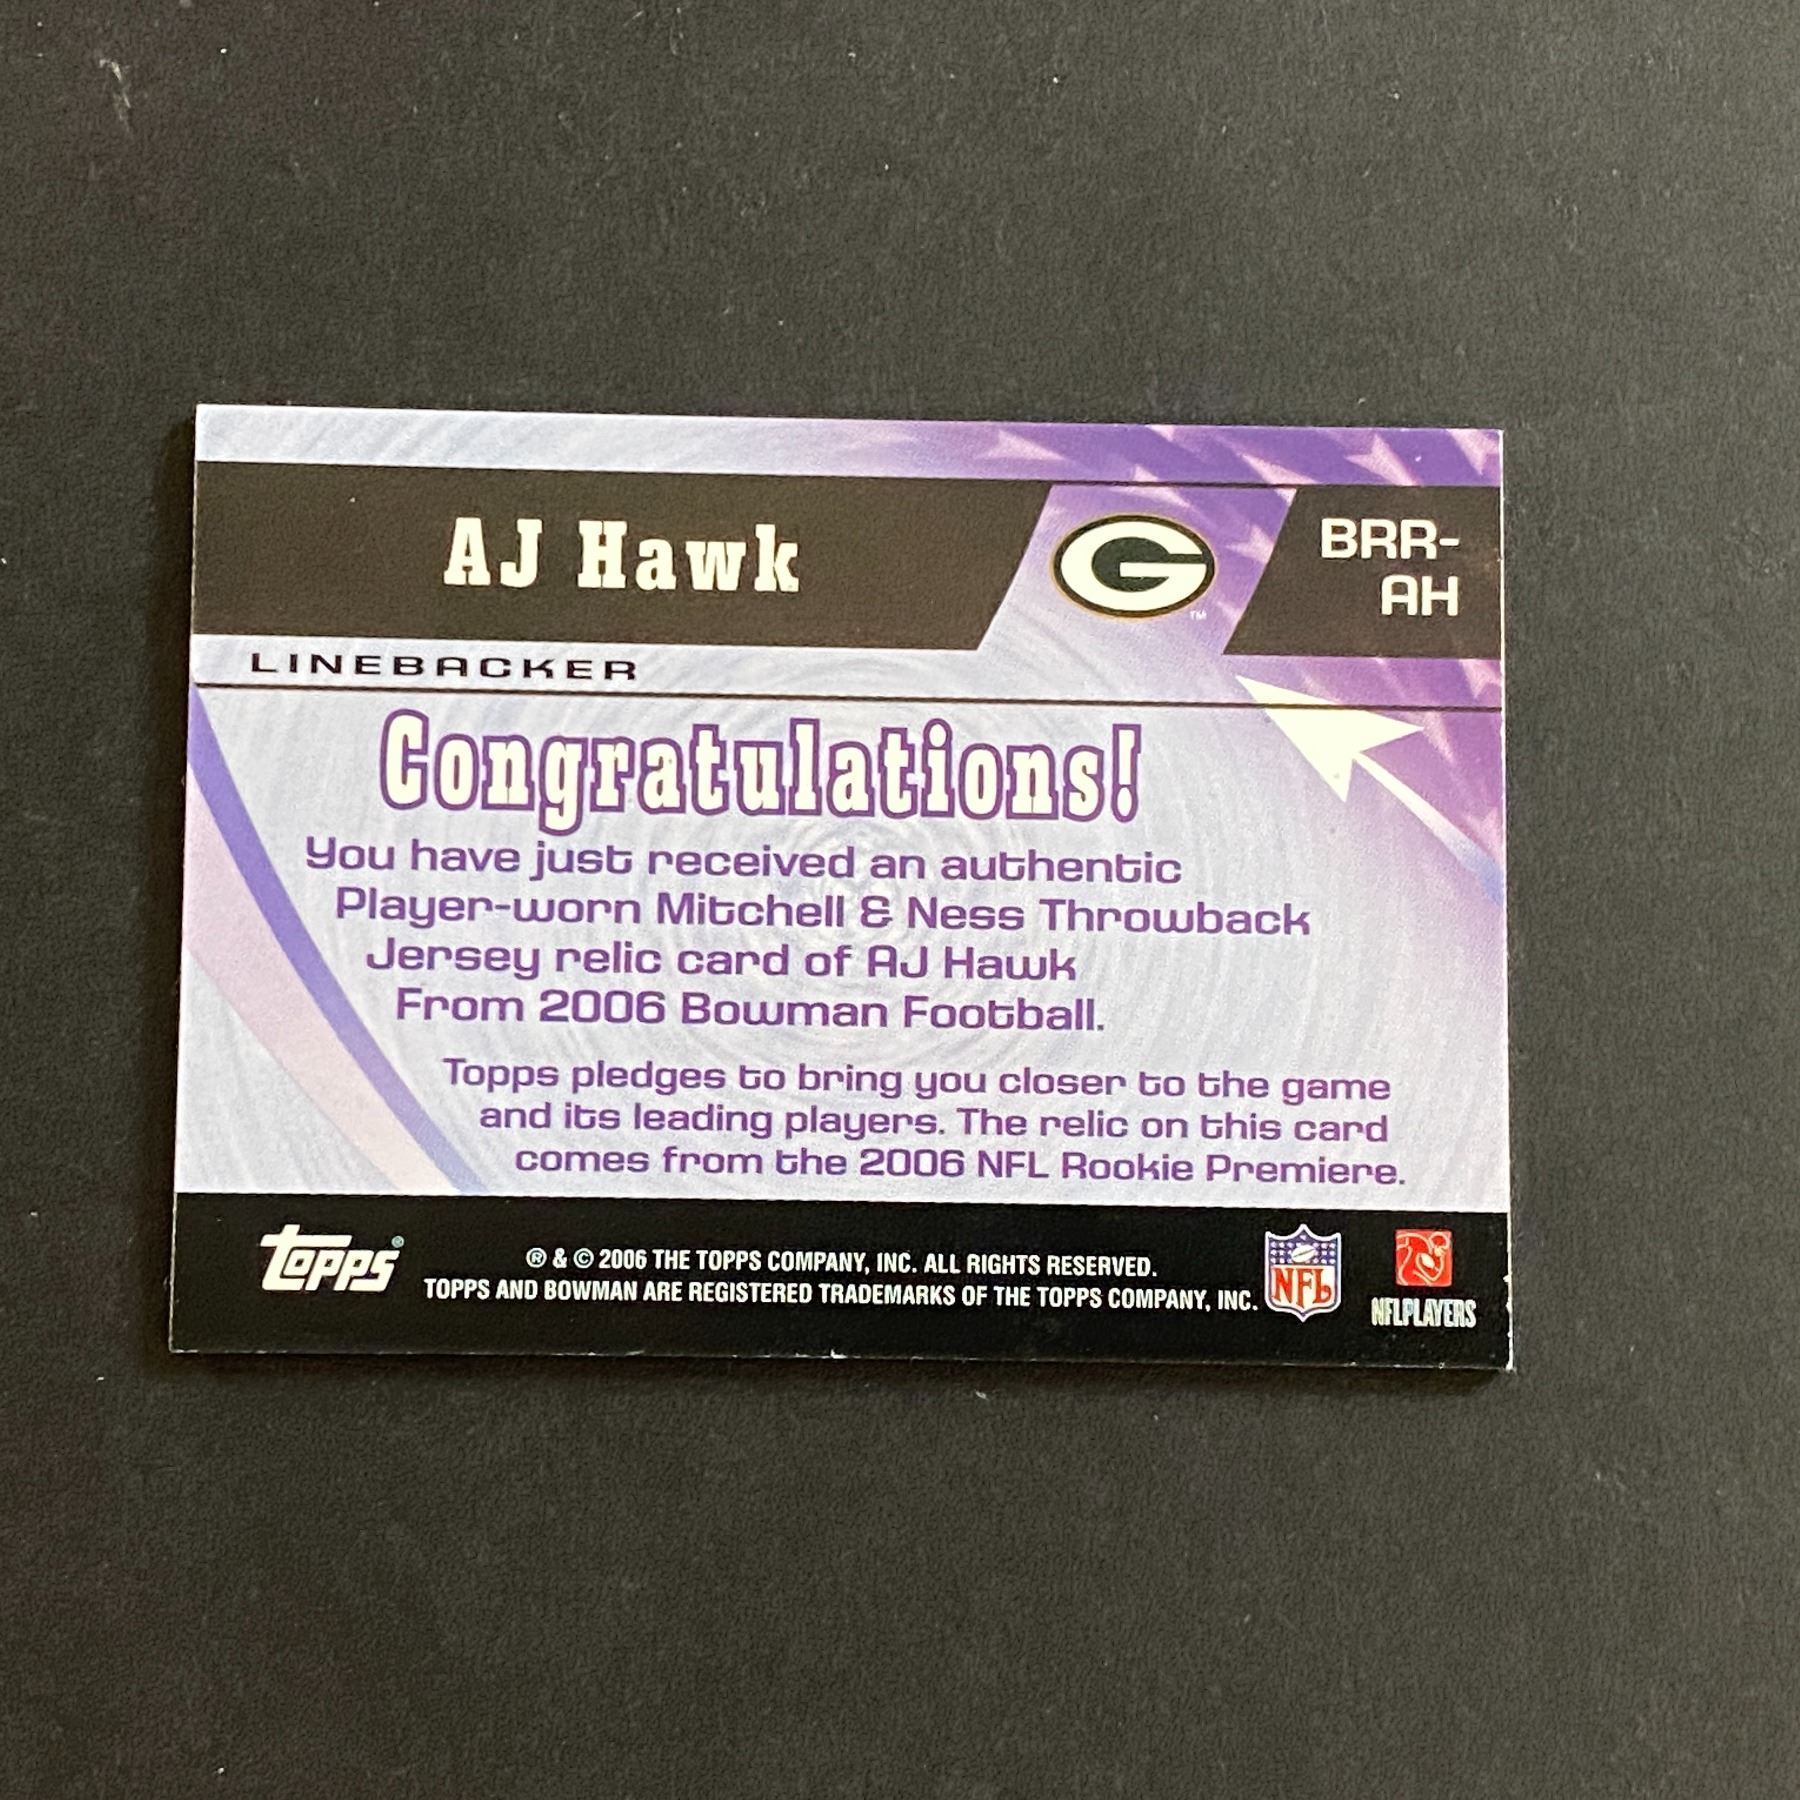 AJ Hawk
G
TM
BRR-
AH
LINEBACKER
Congratulations!
You have just received an authentic
Player-worn Mitchell & Ness Throwback
Jersey relic card of AJ Hawk
From 2006 Bowman Football.
Topps pledges to bring you closer to the game
and its leading players. The relic on this card
comes from the 2006 NFL Rookie Premiere.
topps®
® & © 2006 THE TOPPS COMPANY, INC. ALL RIGHTS RESERVED.
TOPPS AND BOWMAN ARE REGISTERED TRADEMARKS OF THE TOPPS COMPANY, INC.
NFL
NFLPLAYERS